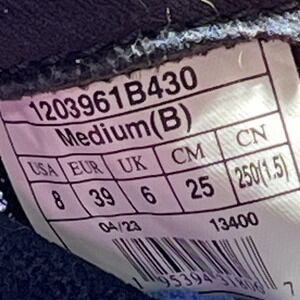 1203961B430
Medium(B)
USA EUR UK CM CN
8 39 6 25 250(1.5)
04/23 13400